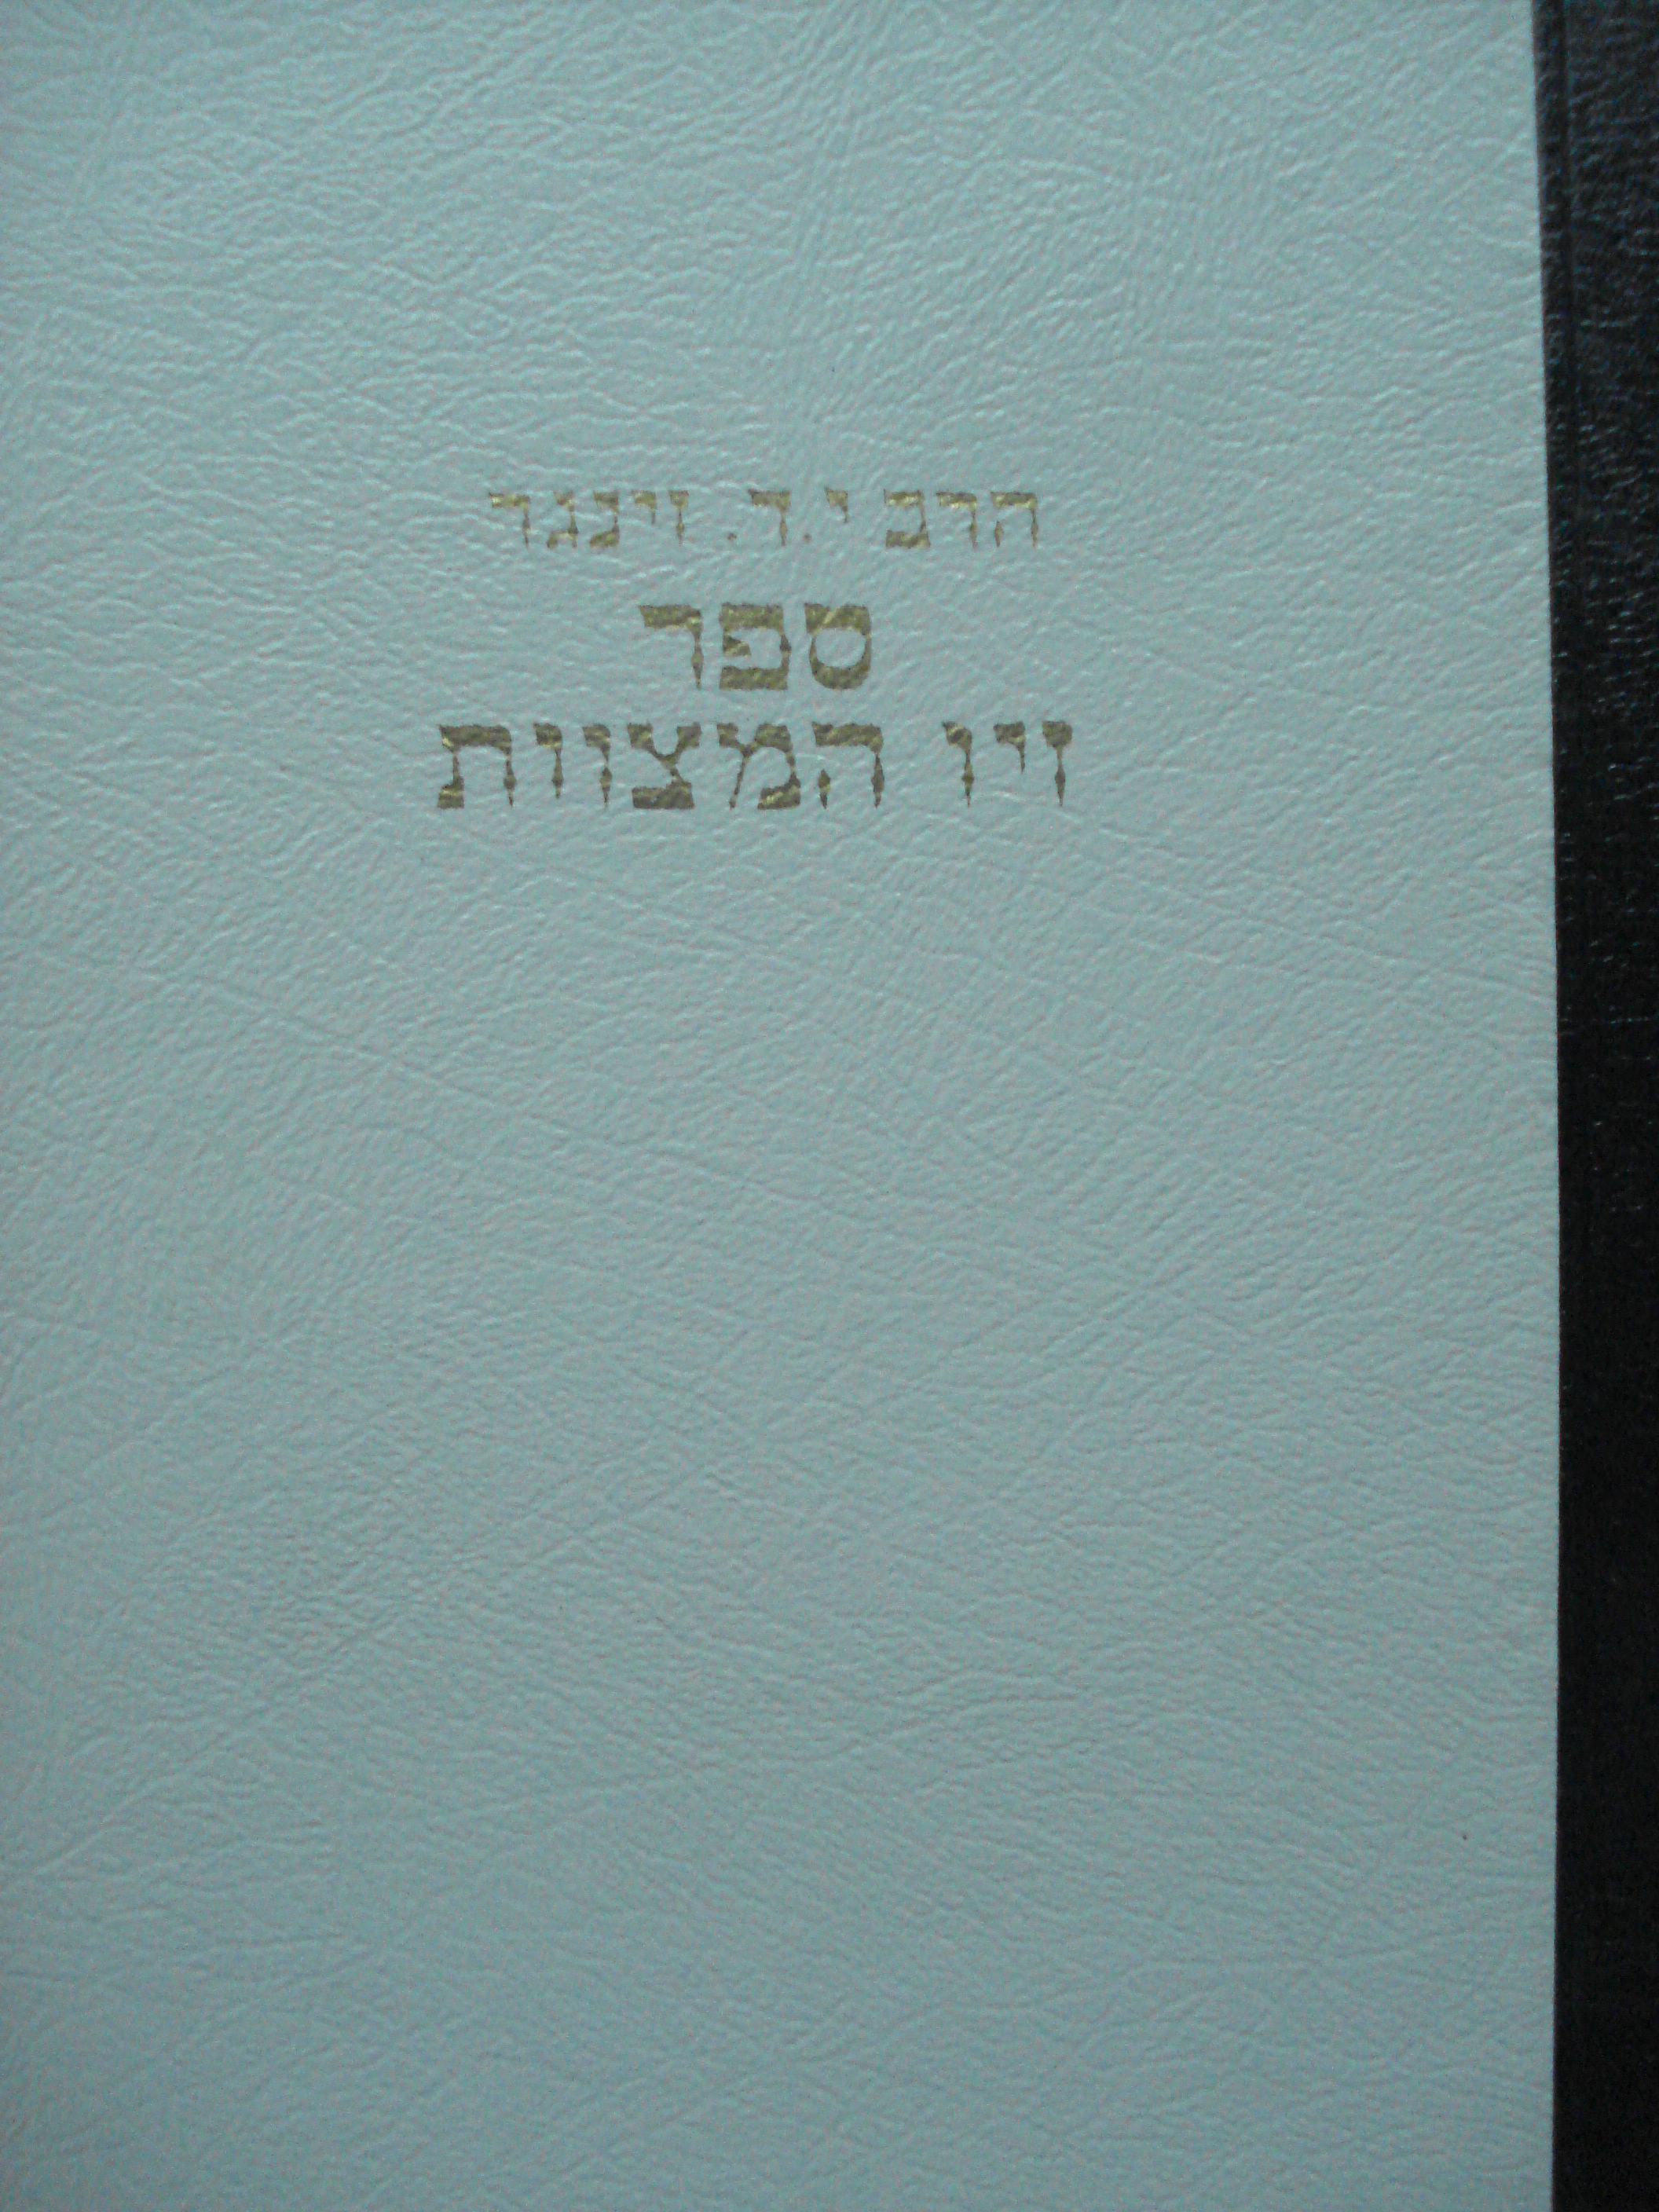 הרב י.ד. וינגר
ספר
זיו המצוות